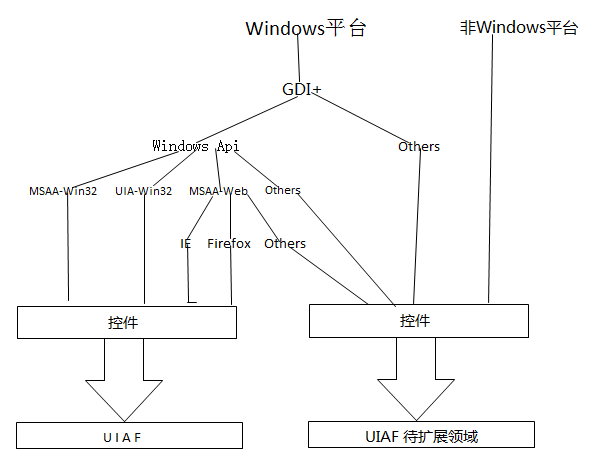 Windows平台
非Windows平台
GDI+
Windows Api
Others
MSAA-Win32
UIA-Win32
MSAA-Web
Others
IE
Firefox
Others
控件
控件
UIAF
UIAF 待扩展领域